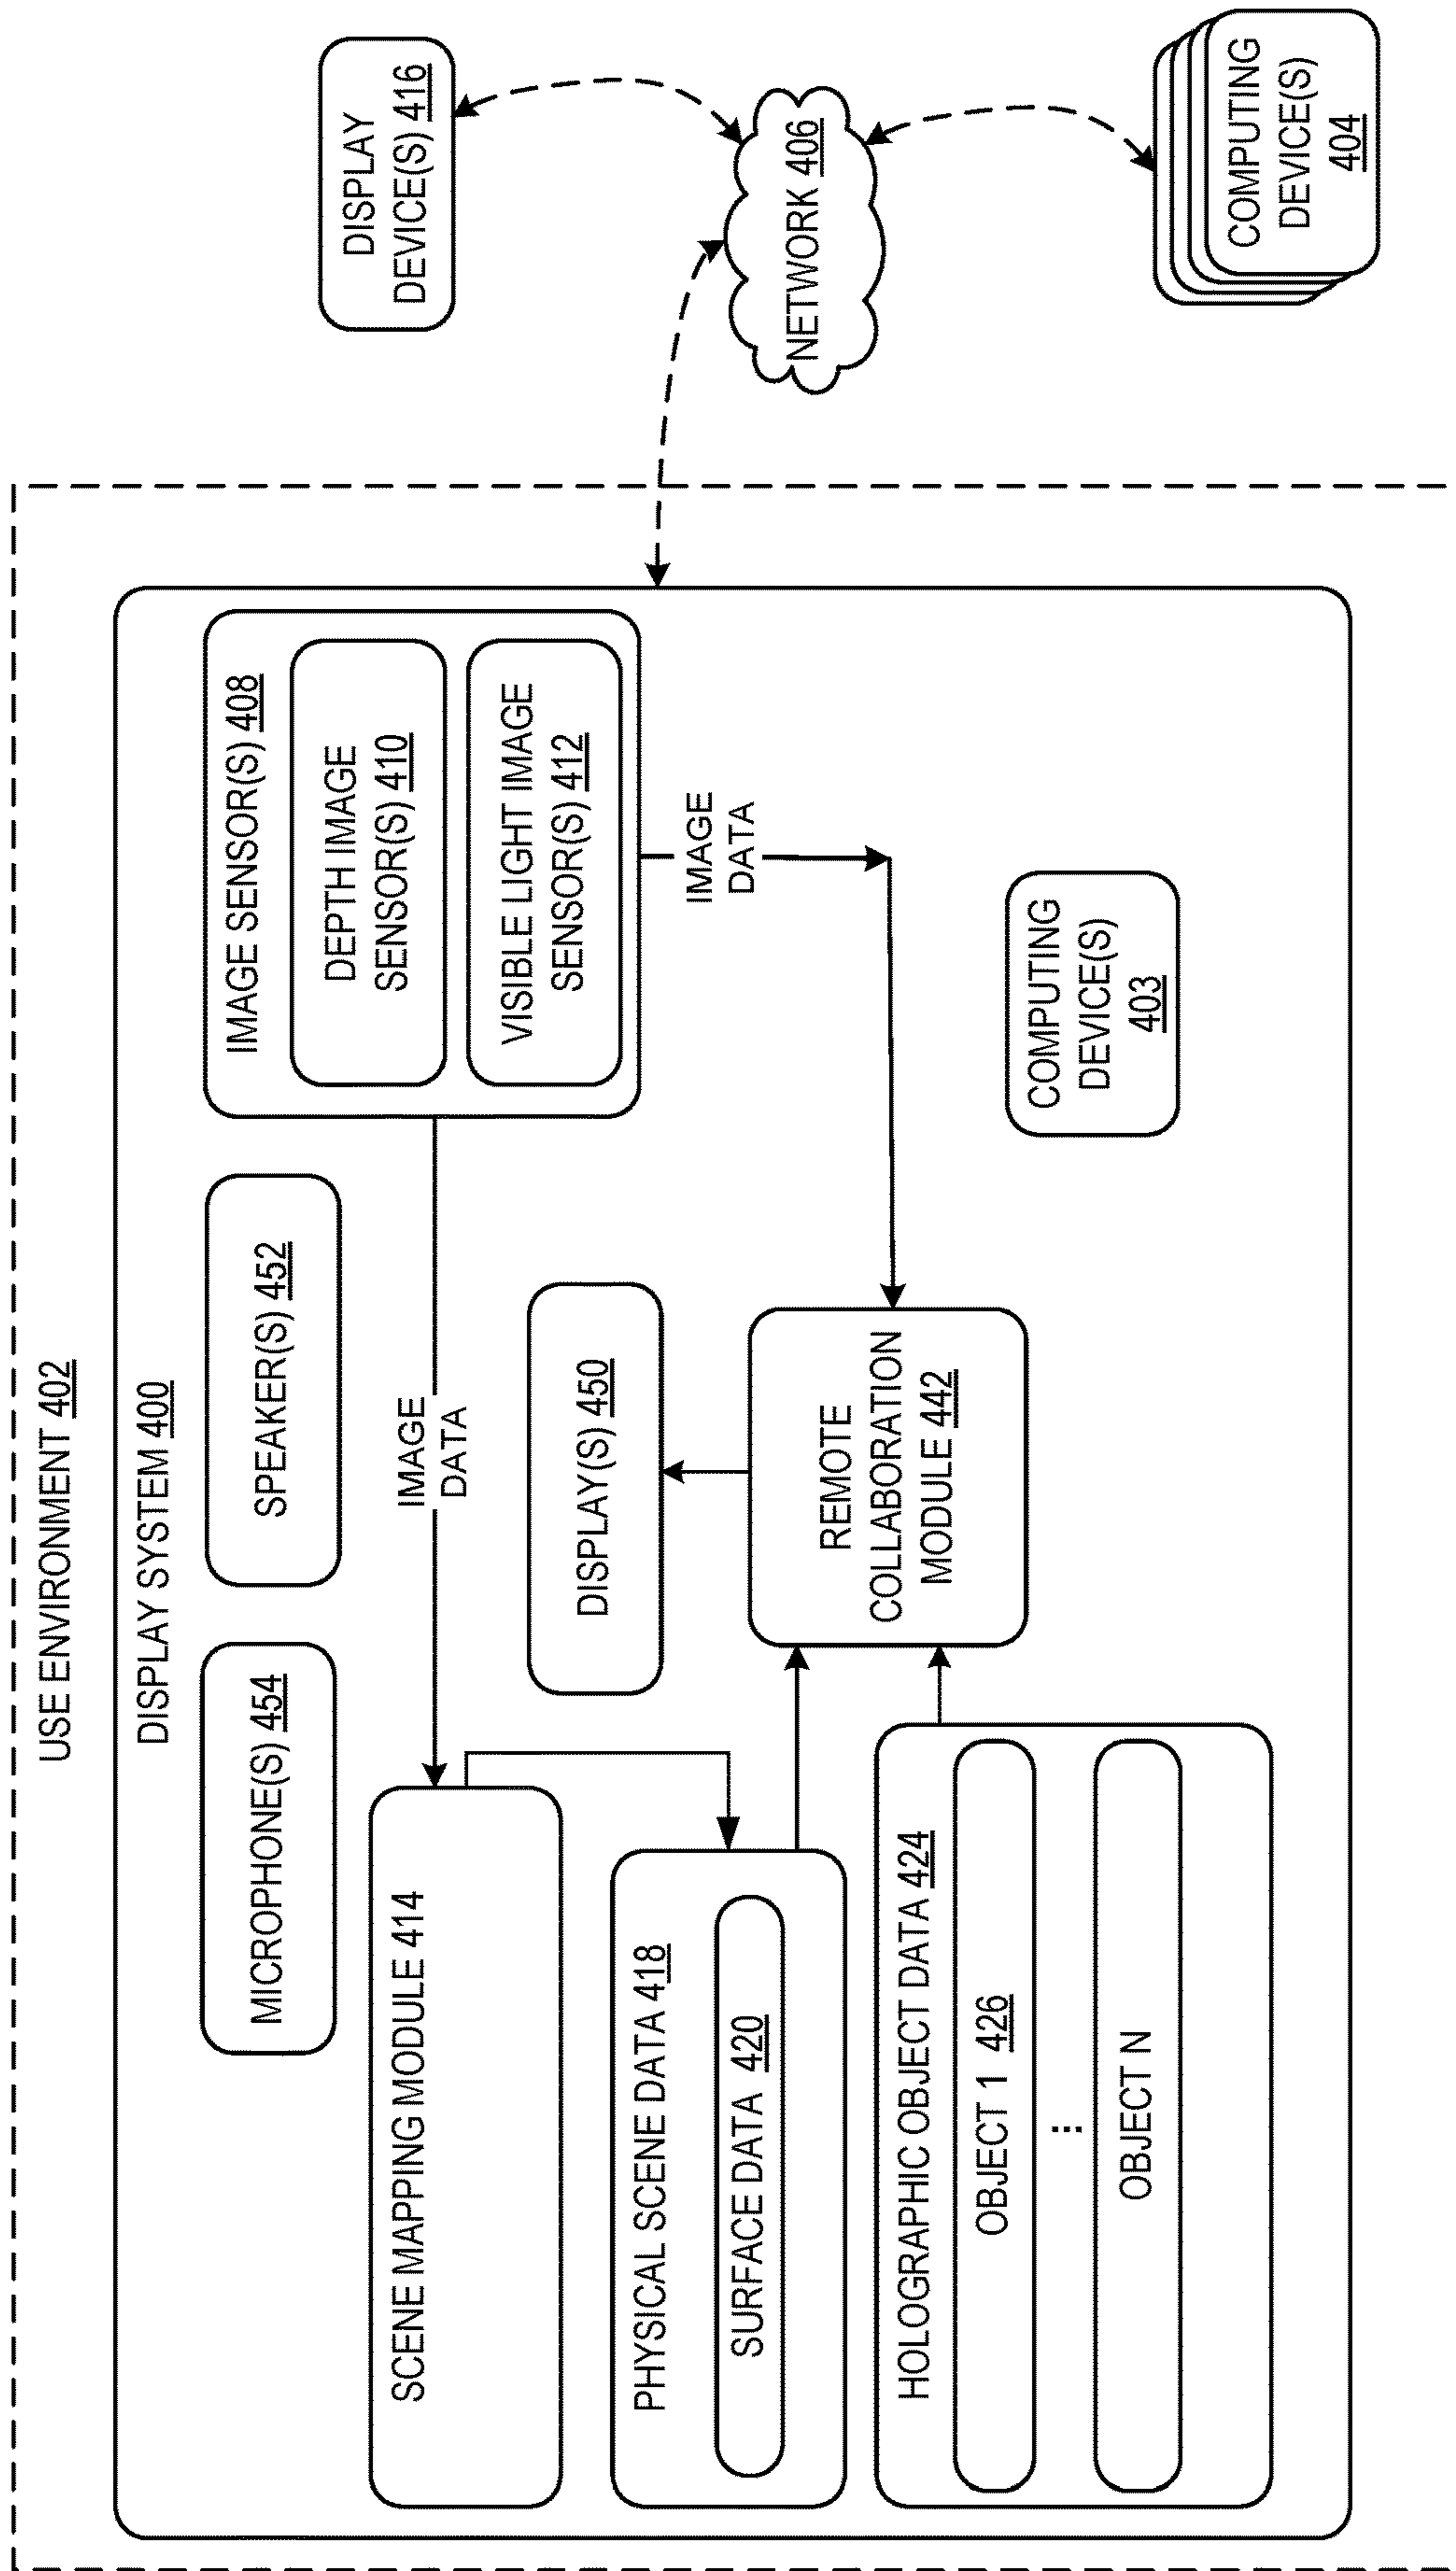 USE ENVIRONMENT 402
DISPLAY SYSTEM 400
MICROPHONE(S) 454
SPEAKER(S) 452
IMAGE SENSOR(S) 408
DEPTH IMAGE
SENSOR(S) 410
VISIBLE LIGHT IMAGE
SENSOR(S) 412
SCENE MAPPING MODULE 414
IMAGE
DATA
IMAGE
DATA
PHYSICAL SCENE DATA 418
SURFACE DATA 420
DISPLAY(S) 450
REMOTE
COLLABORATION
MODULE 442
HOLOGRAPHIC OBJECT DATA 424
OBJECT 1 426
...
OBJECT N
COMPUTING
DEVICE(S)
403
DISPLAY
DEVICE(S) 416
NETWORK 406
COMPUTING
DEVICE(S)
404